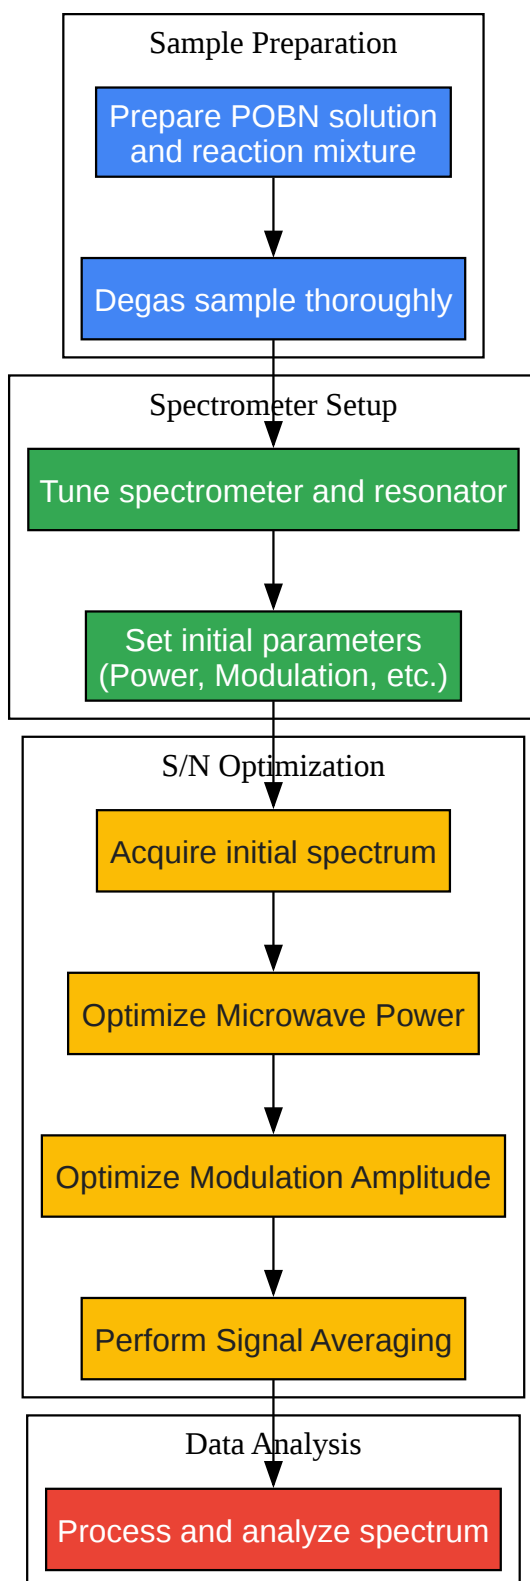 Sample Preparation
Prepare POBN solution
and reaction mixture
Degas sample thoroughly
Spectrometer Setup
Tune spectrometer and resonator
Set initial parameters
(Power, Modulation, etc.)
S/N Optimization
Acquire initial spectrum
Optimize Microwave Power
Optimize Modulation Amplitude
Perform Signal Averaging
Data Analysis
Process and analyze spectrum